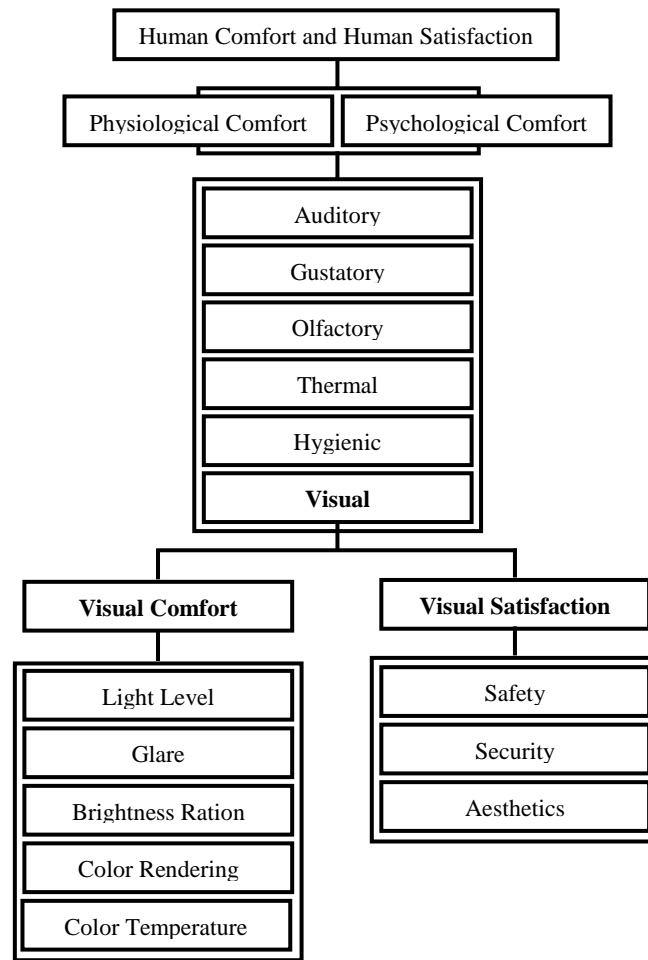 Human Comfort and Human Satisfaction
Physiological Comfort
Psychological Comfort
Auditory
Gustatory
Olfactory
Thermal
Hygienic
Visual
Visual Comfort
Visual Satisfaction
Light Level
Glare
Brightness Ration
Color Rendering
Color Temperature
Safety
Security
Aesthetics